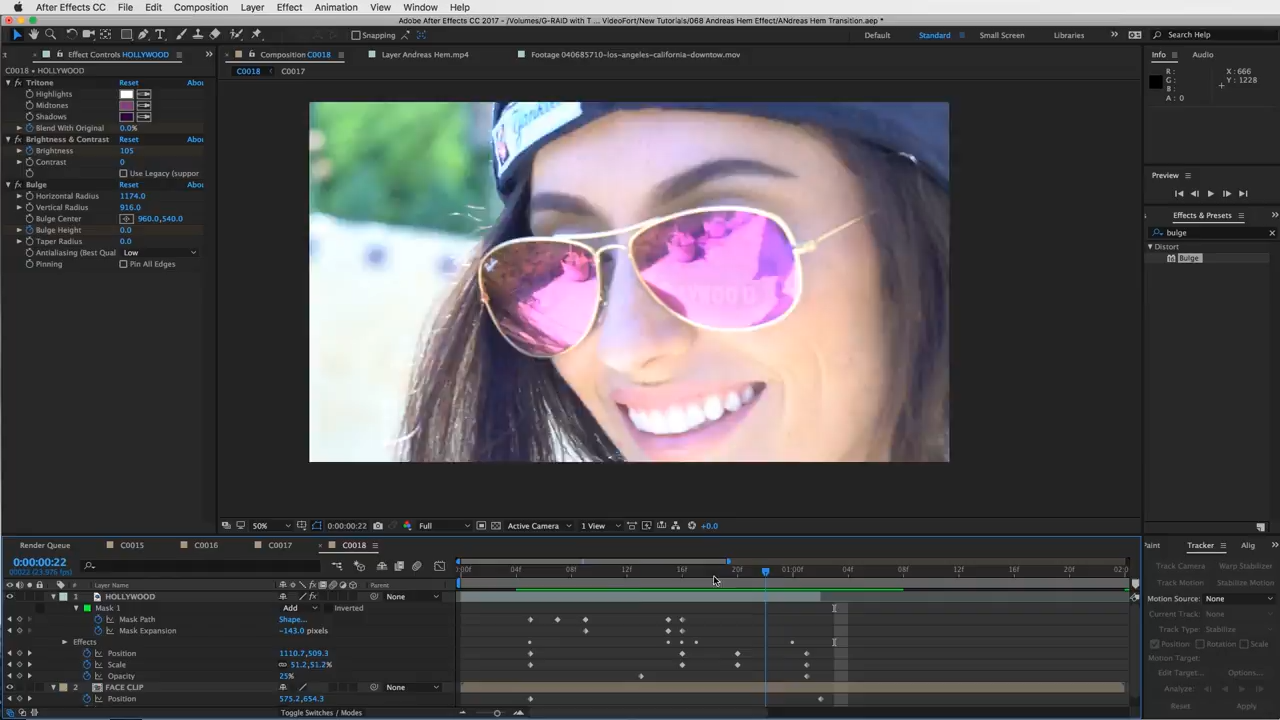 After Effects CC File Edit Composition Layer Effect Animation View Window Help
Adobe After Effects CC 2017 - /Volumes/G-RAID with T ... VideoFort/New Tutorials/068 Andreas Hem Effect/ANdreas Hem Transition.aep *
Snapping Default Standard Small Screen Libraries Search Help
Effect Controls HOLLYWOOD Composition C0018 Layer Andreas Hem.mp4 Footage 040685710-los-angeles-california-downtow.mov Info Audio
C0018 • HOLLYWOOD C0018 C0017
R : X : 666
G : Y : 1228
B :
A : 0
Tritone Reset Abou
Highlights
Midtones
Shadows
Blend With Original 0.0%
Brightness & Contrast Reset Abou
Brightness 105
Contrast 0
Use Legacy (suppor
Bulge Reset Abou
Horizontal Radius 1174.0
Vertical Radius 916.0
Bulge Center 960.0,540.0
Bulge Height 0.0
Taper Radius 0.0
Antialiasing (Best Qual Low
Pinning Pin All Edges
Preview
Effects & Presets
bulge
Distort
Bulge
50% 0:00:00:22 Full Active Camera 1 View +0.0
Render Queue C0015 C0016 C0017 C0018
Paint Tracker Alig
0:00:00:22
00022 (23.976 fps)
:00f 04f 08f 12f 16f 20f 01:00f 04f 08f 12f 16f 20f 02:0
Layer Name Parent
1 HOLLYWOOD None
Mask 1 Add Inverted
Mask Path Shape...
Mask Expansion -143.0 pixels
Effects
Position 1110.7,509.3
Scale 51.2,51.2%
Opacity 25%
2 FACE CLIP None
Position 575.2,654.3
Toggle Switches / Modes
Track Camera Warp Stabilizer
Track Motion Stabilize Motion
Motion Source: None
Current Track: None
Track Type: Stabilize
Position Rotation Scal
Motion Target:
Edit Target... Options...
Analyze:
Reset Apply